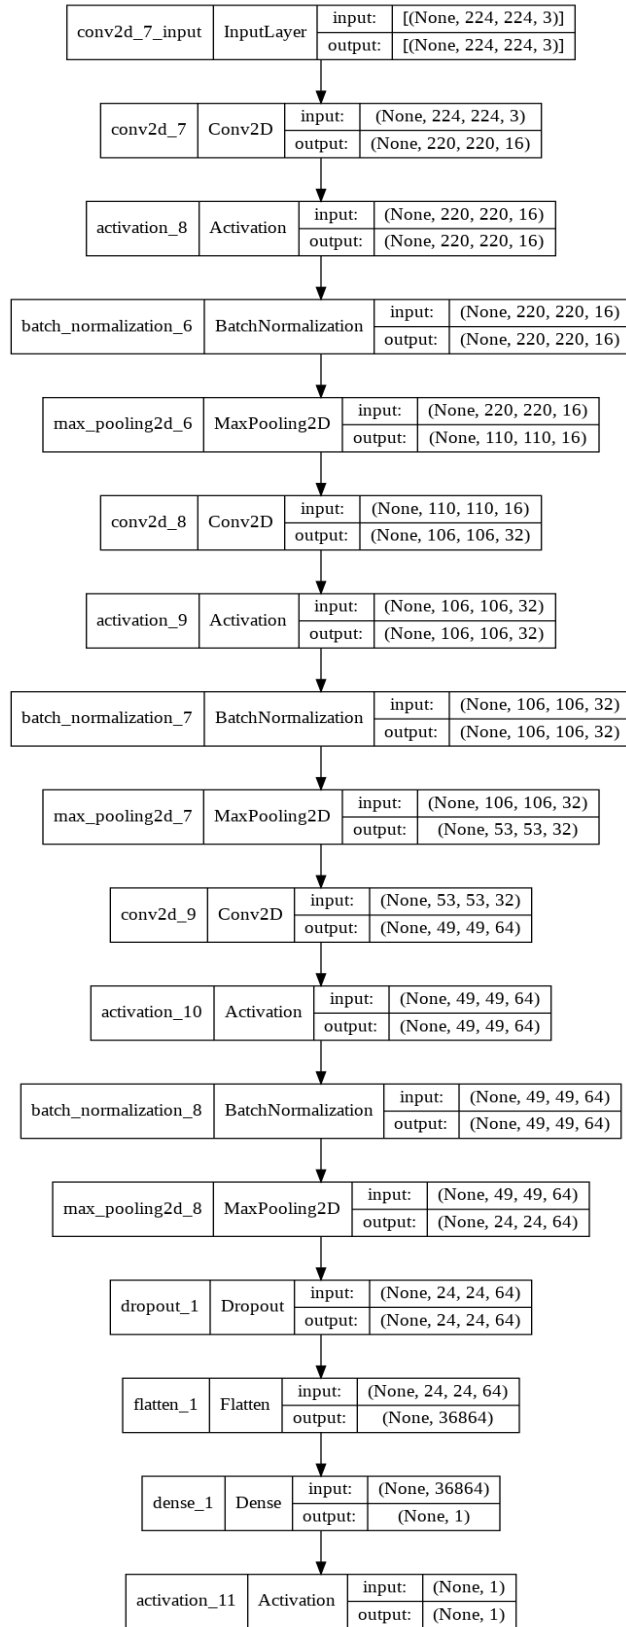 conv2d_7_input InputLayer input: [(None, 224, 224, 3)]
output: [(None, 224, 224, 3)]
conv2d_7 Conv2D input: (None, 224, 224, 3)
output: (None, 220, 220, 16)
activation_8 Activation input: (None, 220, 220, 16)
output: (None, 220, 220, 16)
batch_normalization_6 BatchNormalization input: (None, 220, 220, 16)
output: (None, 220, 220, 16)
max_pooling2d_6 MaxPooling2D input: (None, 220, 220, 16)
output: (None, 110, 110, 16)
conv2d_8 Conv2D input: (None, 110, 110, 16)
output: (None, 106, 106, 32)
activation_9 Activation input: (None, 106, 106, 32)
output: (None, 106, 106, 32)
batch_normalization_7 BatchNormalization input: (None, 106, 106, 32)
output: (None, 106, 106, 32)
max_pooling2d_7 MaxPooling2D input: (None, 106, 106, 32)
output: (None, 53, 53, 32)
conv2d_9 Conv2D input: (None, 53, 53, 32)
output: (None, 49, 49, 64)
activation_10 Activation input: (None, 49, 49, 64)
output: (None, 49, 49, 64)
batch_normalization_8 BatchNormalization input: (None, 49, 49, 64)
output: (None, 49, 49, 64)
max_pooling2d_8 MaxPooling2D input: (None, 49, 49, 64)
output: (None, 24, 24, 64)
dropout_1 Dropout input: (None, 24, 24, 64)
output: (None, 24, 24, 64)
flatten_1 Flatten input: (None, 24, 24, 64)
output: (None, 36864)
dense_1 Dense input: (None, 36864)
output: (None, 1)
activation_11 Activation input: (None, 1)
output: (None, 1)